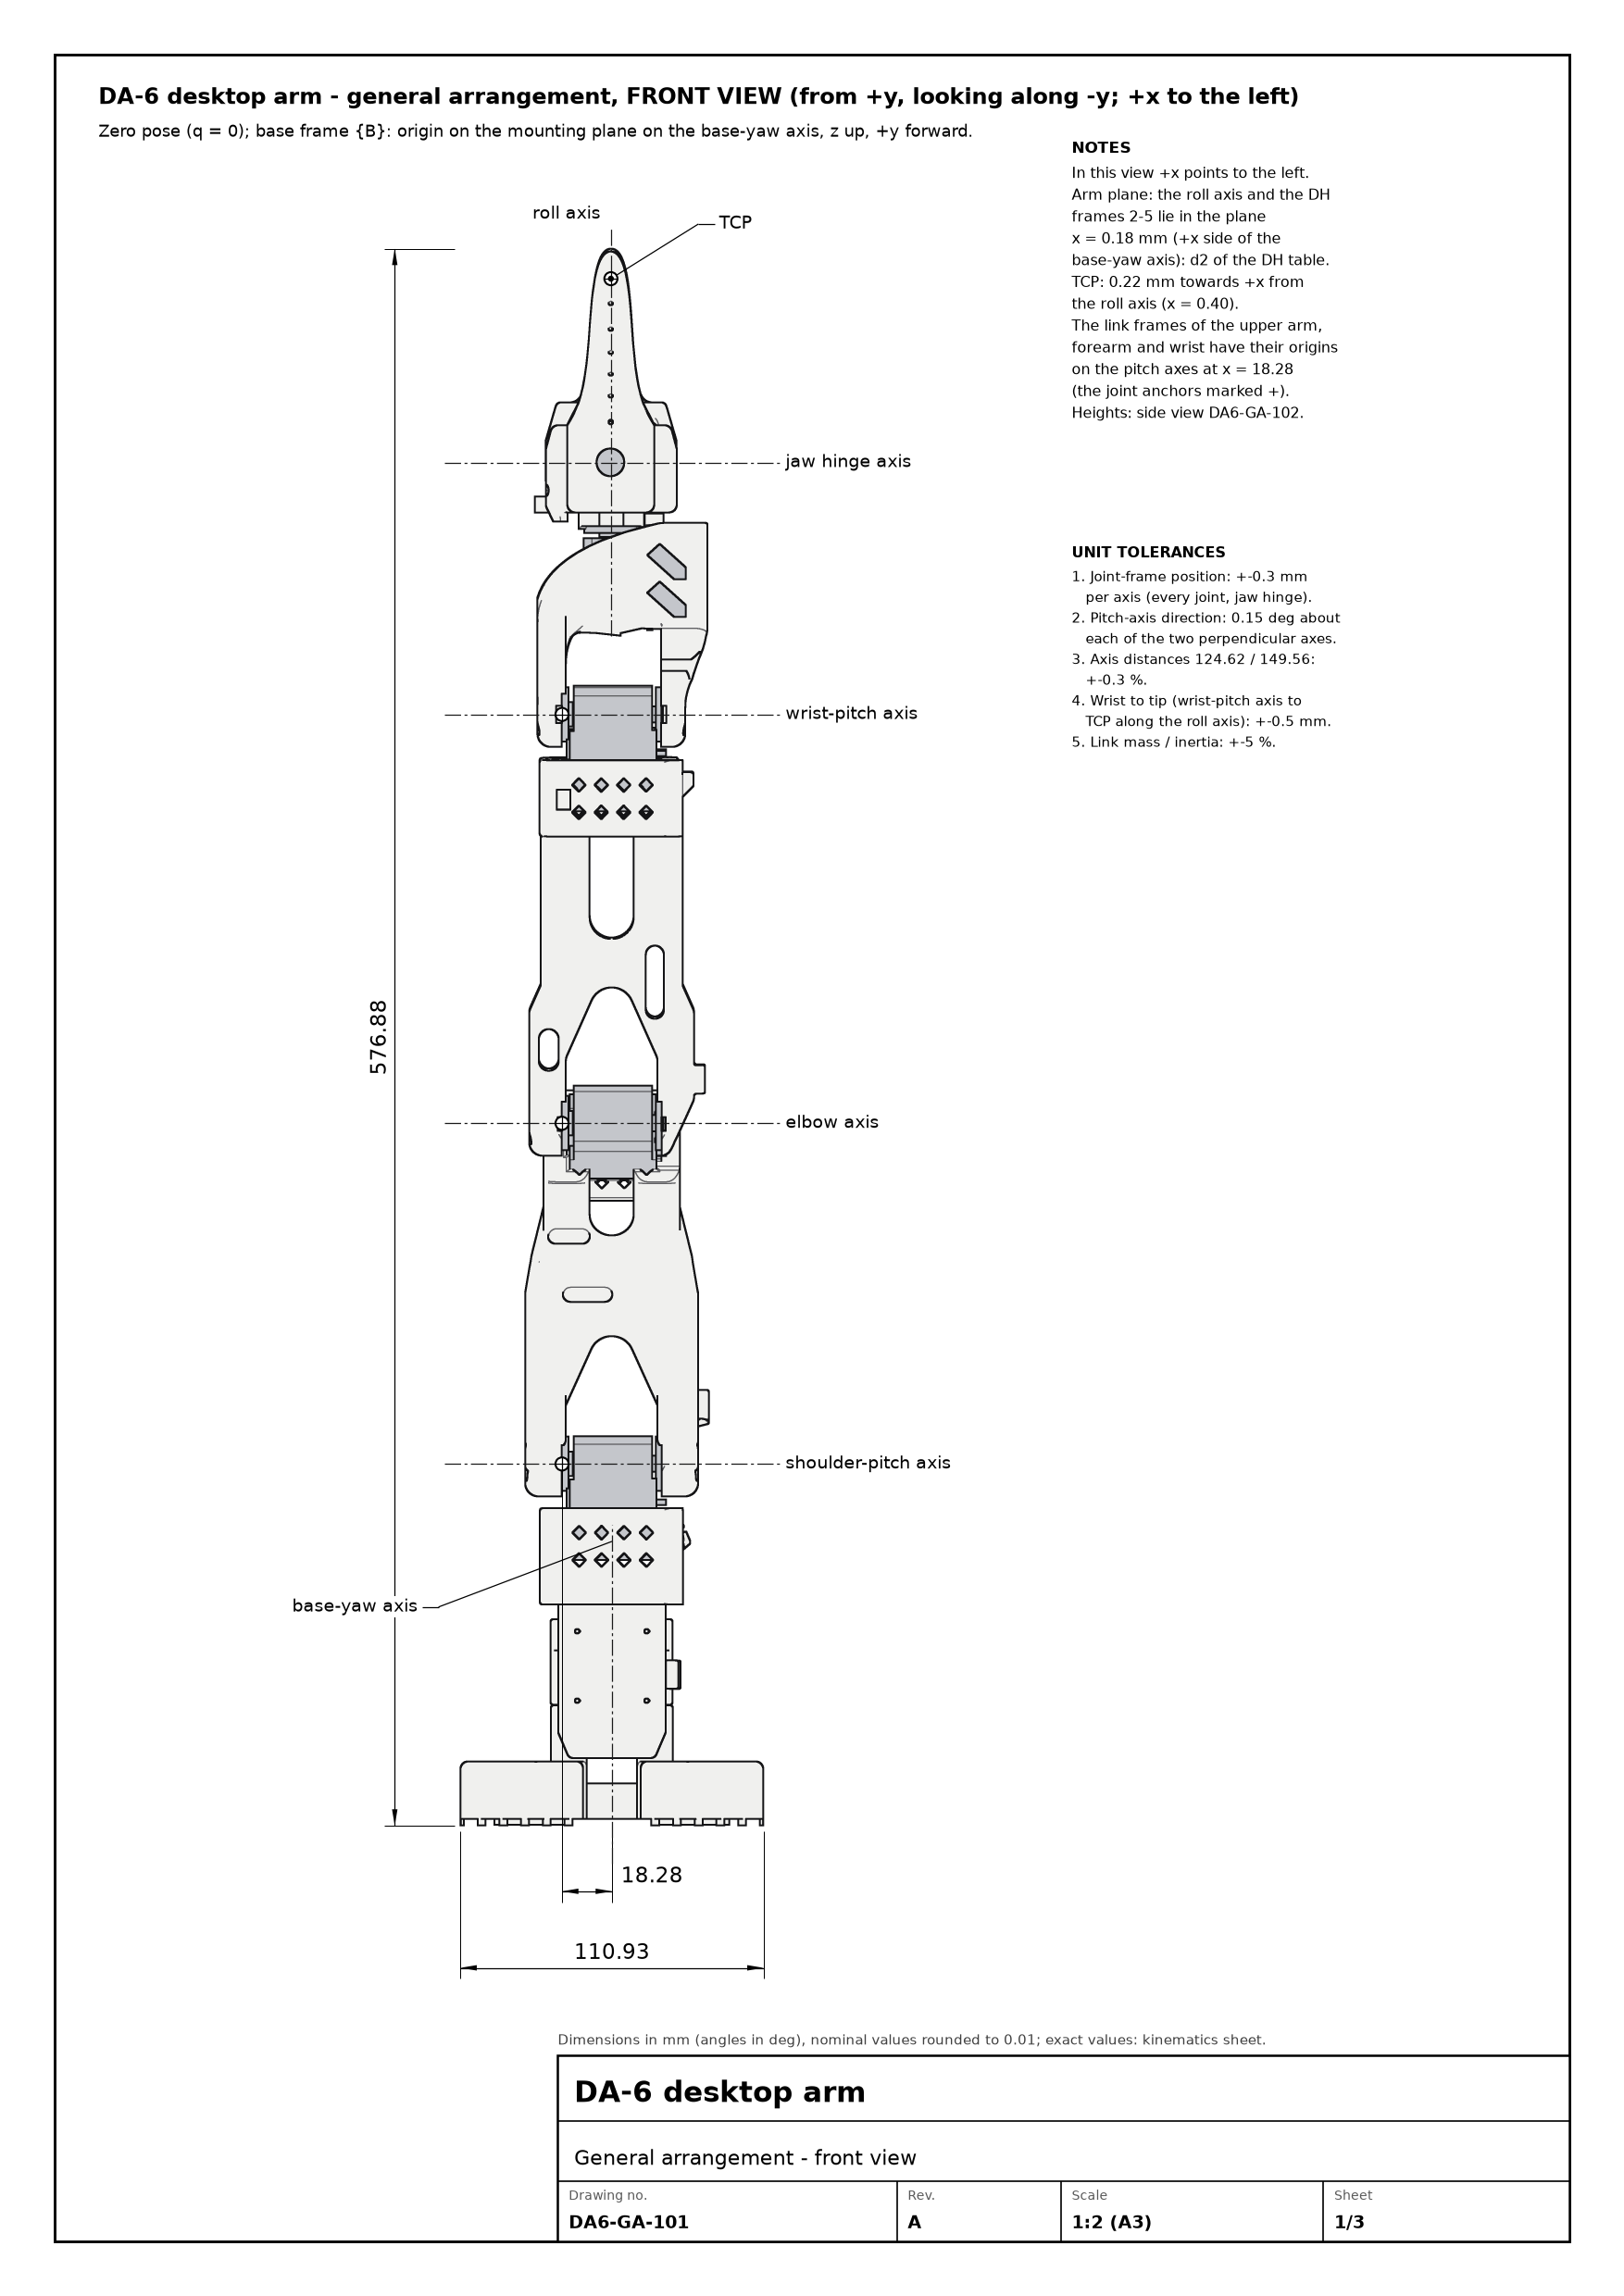 DA-6 desktop arm - general arrangement, FRONT VIEW (from +y, looking along -y; +x to the left)
Zero pose (q = 0); base frame {B}: origin on the mounting plane on the base-yaw axis, z up, +y forward.
NOTES
In this view +x points to the left.
Arm plane: the roll axis and the DH
frames 2-5 lie in the plane
x = 0.18 mm (+x side of the
base-yaw axis): d2 of the DH table.
TCP: 0.22 mm towards +x from
the roll axis (x = 0.40).
The link frames of the upper arm,
forearm and wrist have their origins
on the pitch axes at x = 18.28
(the joint anchors marked +).
Heights: side view DA6-GA-102.
roll axis
TCP
jaw hinge axis
UNIT TOLERANCES
1. Joint-frame position: +-0.3 mm
per axis (every joint, jaw hinge).
2. Pitch-axis direction: 0.15 deg about
each of the two perpendicular axes.
3. Axis distances 124.62 / 149.56:
+-0.3 %.
4. Wrist to tip (wrist-pitch axis to
TCP along the roll axis): +-0.5 mm.
5. Link mass / inertia: +-5 %.
wrist-pitch axis
576.88
elbow axis
shoulder-pitch axis
base-yaw axis
18.28
110.93
Dimensions in mm (angles in deg), nominal values rounded to 0.01; exact values: kinematics sheet.
DA-6 desktop arm
General arrangement - front view
Drawing no.
DA6-GA-101
Rev.
A
Scale
1:2 (A3)
Sheet
1/3